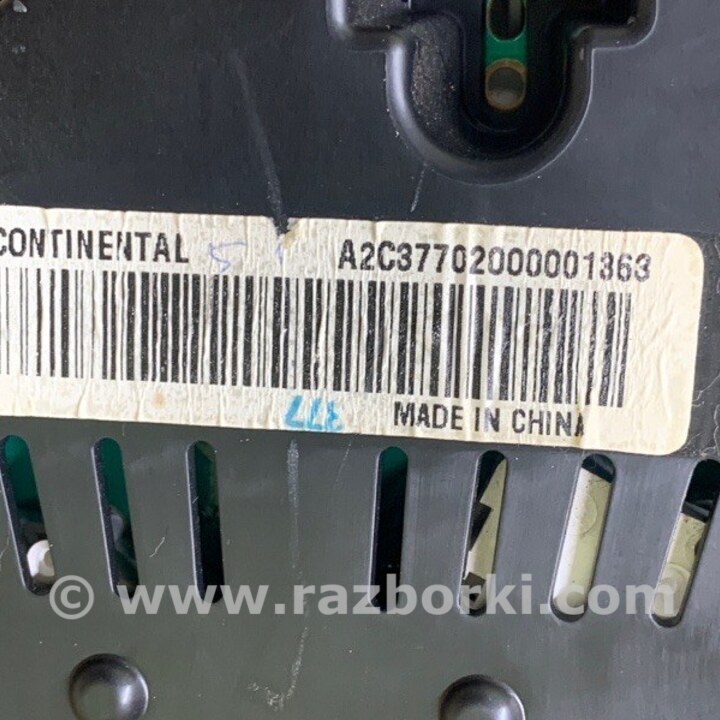 CONTINENTAL A2C37702000001363
MADE IN CHINA
© www.razborki.com